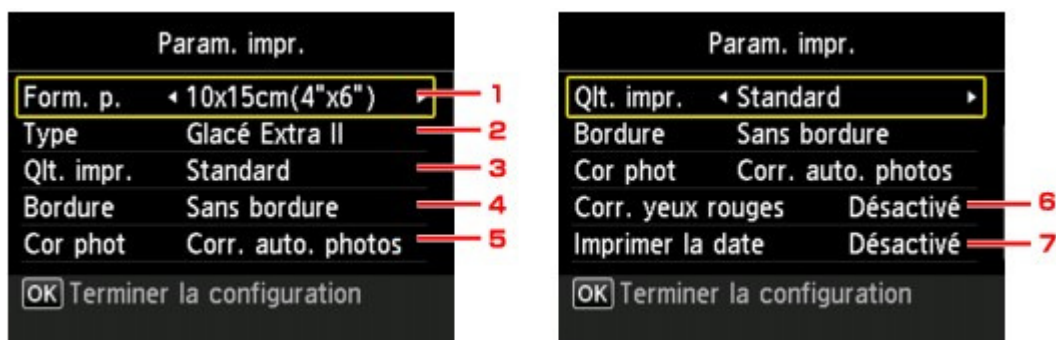 Param. impr.
Form. p. 10x15cm(4"x6") 1
Type Glacé Extra II 2
Qlt. impr. Standard 3
Bordure Sans bordure 4
Cor phot Corr. auto. photos 5
OK Terminer la configuration
Param. impr.
Qlt. impr. Standard
Bordure Sans bordure
Cor phot Corr. auto. photos
Corr. yeux rouges Désactivé 6
Imprimer la date Désactivé 7
OK Terminer la configuration